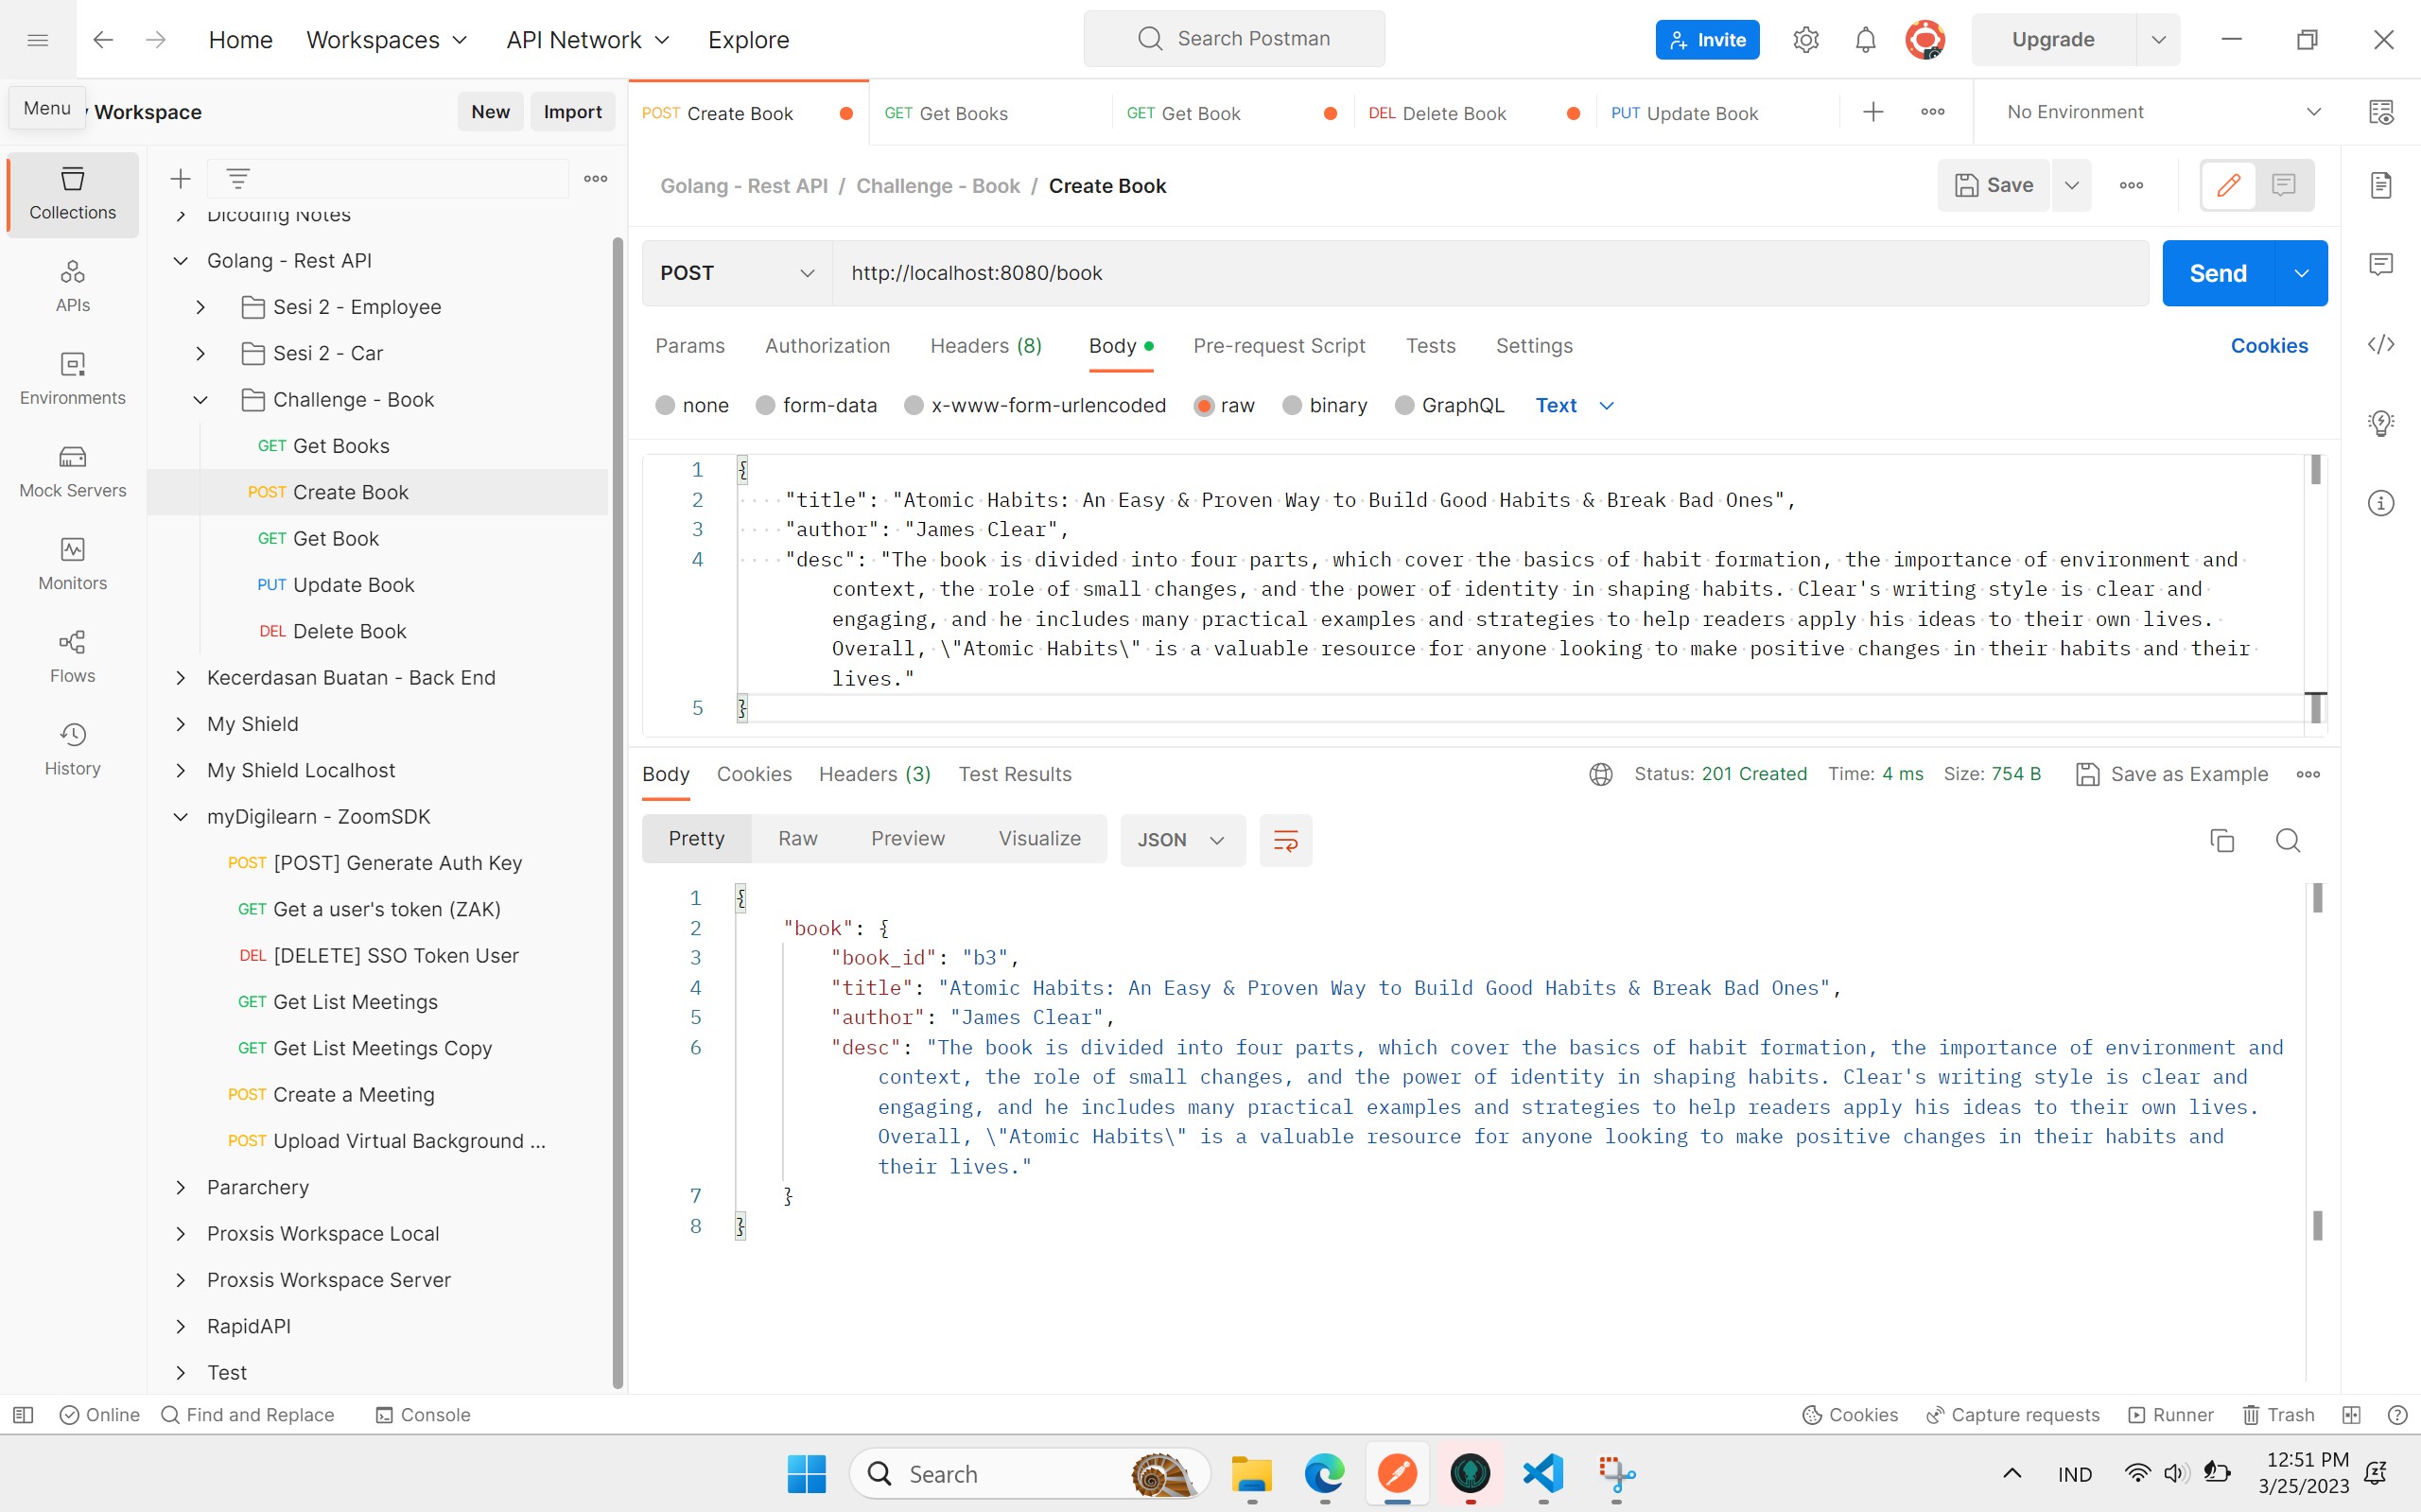 Home
Workspaces
API Network
Explore
Search Postman
Invite
Upgrade
Menu
Workspace
New
Import
POST Create Book
GET Get Books
GET Get Book
DEL Delete Book
PUT Update Book
No Environment
Collections
APIs
Environments
Mock Servers
Monitors
Flows
History
Dicoding Notes
Golang - Rest API
Sesi 2 - Employee
Sesi 2 - Car
Challenge - Book
GET Get Books
POST Create Book
GET Get Book
PUT Update Book
DEL Delete Book
Kecerdasan Buatan - Back End
My Shield
My Shield Localhost
myDigilearn - ZoomSDK
POST [POST] Generate Auth Key
GET Get a user's token (ZAK)
DEL [DELETE] SSO Token User
GET Get List Meetings
GET Get List Meetings Copy
POST Create a Meeting
POST Upload Virtual Background ...
Pararchery
Proxsis Workspace Local
Proxsis Workspace Server
RapidAPI
Test
Golang - Rest API / Challenge - Book / Create Book
Save
POST
http://localhost:8080/book
Send
Params
Authorization
Headers (8)
Body
Pre-request Script
Tests
Settings
Cookies
none
form-data
x-www-form-urlencoded
raw
binary
GraphQL
Text
1 {
2 "title": "Atomic Habits: An Easy & Proven Way to Build Good Habits & Break Bad Ones",
3 "author": "James Clear",
4 "desc": "The book is divided into four parts, which cover the basics of habit formation, the importance of environment and
context, the role of small changes, and the power of identity in shaping habits. Clear's writing style is clear and
engaging, and he includes many practical examples and strategies to help readers apply his ideas to their own lives.
Overall, \"Atomic Habits\" is a valuable resource for anyone looking to make positive changes in their habits and their
lives."
5 }
Body
Cookies
Headers (3)
Test Results
Status: 201 Created
Time: 4 ms
Size: 754 B
Save as Example
Pretty
Raw
Preview
Visualize
JSON
1 {
2 "book": {
3 "book_id": "b3",
4 "title": "Atomic Habits: An Easy & Proven Way to Build Good Habits & Break Bad Ones",
5 "author": "James Clear",
6 "desc": "The book is divided into four parts, which cover the basics of habit formation, the importance of environment and
context, the role of small changes, and the power of identity in shaping habits. Clear's writing style is clear and
engaging, and he includes many practical examples and strategies to help readers apply his ideas to their own lives.
Overall, \"Atomic Habits\" is a valuable resource for anyone looking to make positive changes in their habits and
their lives."
7 }
8 }
Online
Find and Replace
Console
Cookies
Capture requests
Runner
Trash
Search
IND
12:51 PM
3/25/2023